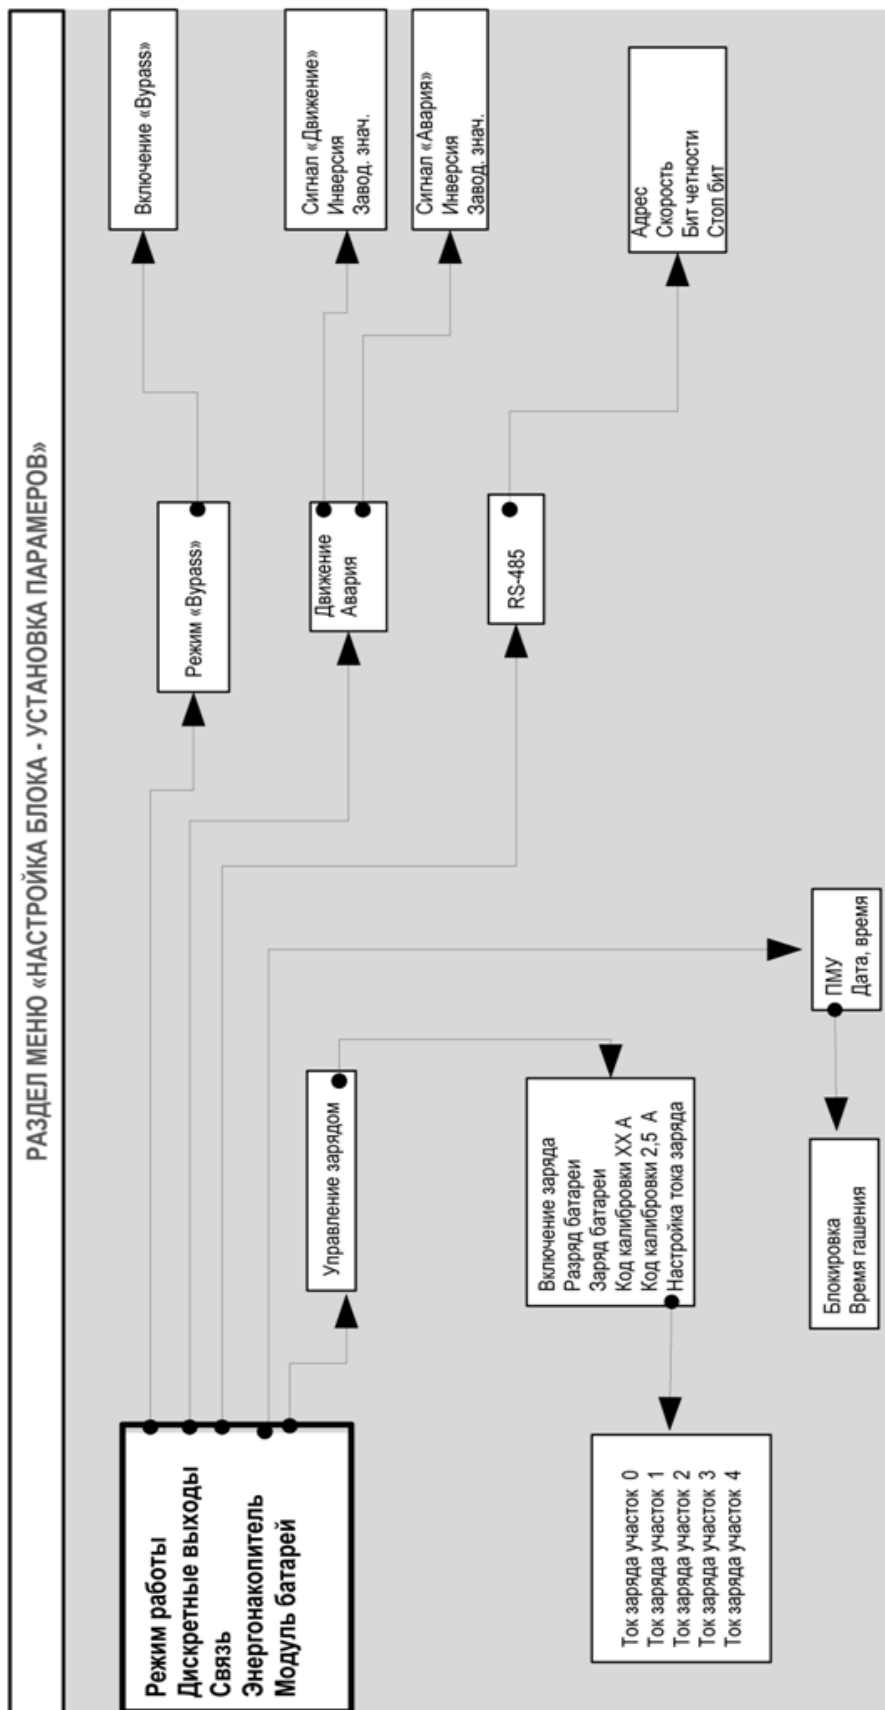 РАЗДЕЛ МЕНЮ «НАСТРОЙКА БЛОКА - УСТАНОВКА ПАРАМЕРОВ»
Режим работы
Дискретные выходы
Связь
Энергонакопитель
Модуль батарей
Режим «Bypass»
Включение «Bypass»
Движение
Авария
Сигнал «Движение»
Инверсия
Завод. знач.
Сигнал «Авария»
Инверсия
Завод. знач.
RS-485
Адрес
Скорость
Бит четности
Стоп бит
Управление зарядом
Включение заряда
Разряд батареи
Заряд батареи
Код калибровки XX А
Код калибровки 2,5 А
Настройка тока заряда
Ток заряда участок 0
Ток заряда участок 1
Ток заряда участок 2
Ток заряда участок 3
Ток заряда участок 4
ПМУ
Дата, время
Блокировка
Время гашения